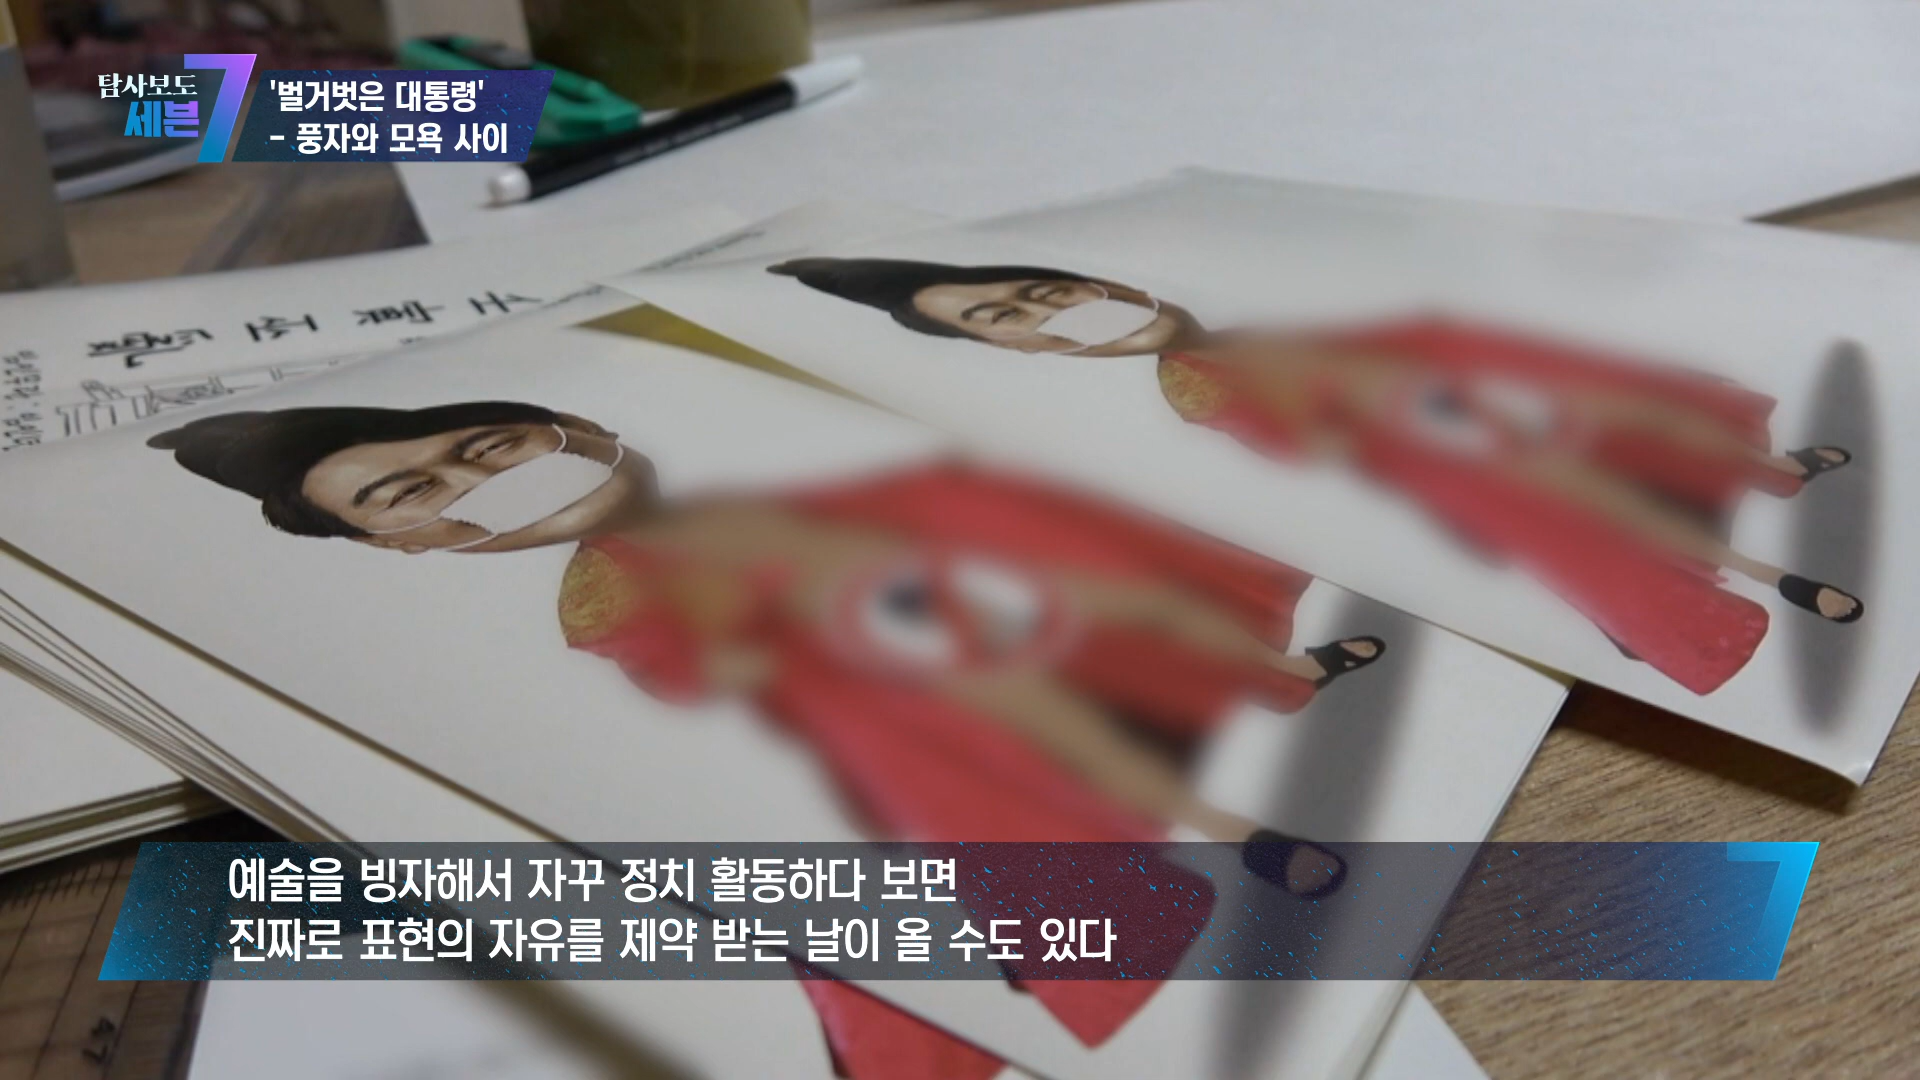 탐사보도
세븐
7
'벌거벗은 대통령'
- 풍자와 모욕 사이
예술을 빙자해서 자꾸 정치 활동하다 보면
진짜로 표현의 자유를 제약 받는 날이 올 수도 있다